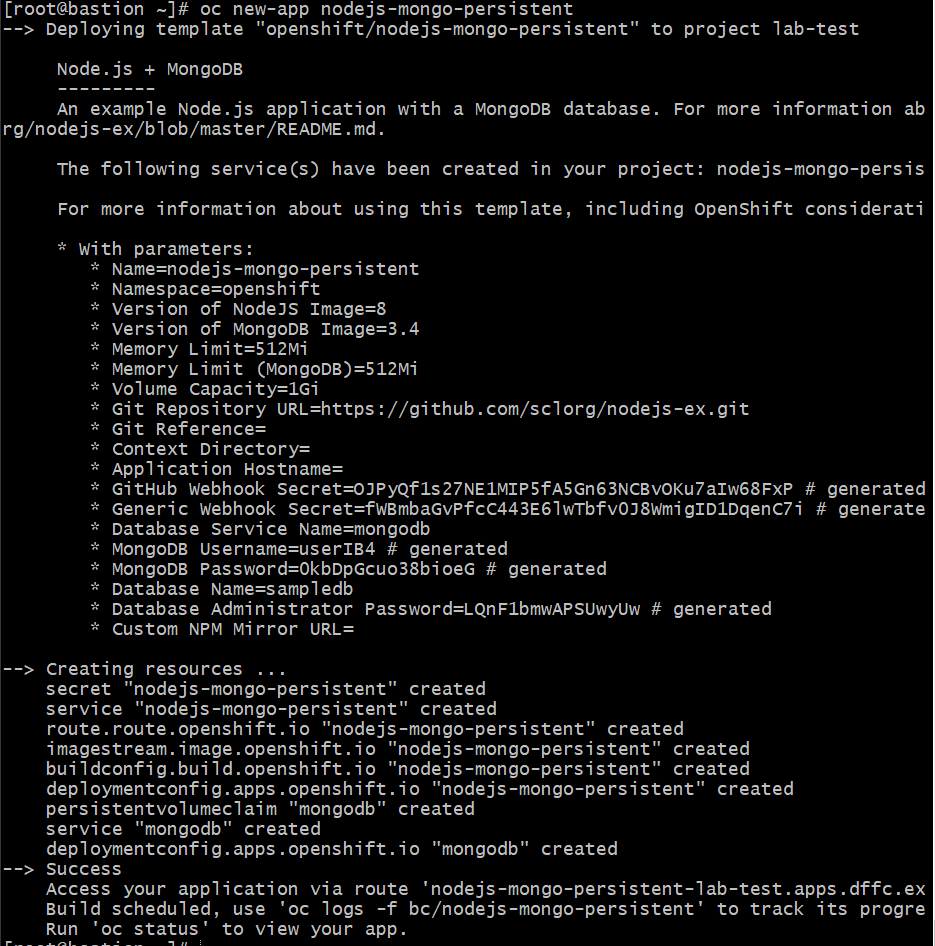 [root@bastion ~]# oc new-app nodejs-mongo-persistent
--> Deploying template "openshift/nodejs-mongo-persistent" to project lab-test
Node.js + MongoDB
---------
An example Node.js application with a MongoDB database. For more information ab
rg/nodejs-ex/blob/master/README.md.
The following service(s) have been created in your project: nodejs-mongo-persis
For more information about using this template, including OpenShift considerati
* With parameters:
* Name=nodejs-mongo-persistent
* Namespace=openshift
* Version of NodeJS Image=8
* Version of MongoDB Image=3.4
* Memory Limit=512Mi
* Memory Limit (MongoDB)=512Mi
* Volume Capacity=1Gi
* Git Repository URL=https://github.com/sclorg/nodejs-ex.git
* Git Reference=
* Context Directory=
* Application Hostname=
* GitHub Webhook Secret=OJPyQf1s27NE1MIP5fA5Gn63NCBvOKu7aIw68FxP # generated
* Generic Webhook Secret=fWBmbaGvPfcC443E6lwTbfv0J8WmigID1DqenC7i # generate
* Database Service Name=mongodb
* MongoDB Username=userIB4 # generated
* MongoDB Password=0kbDpGcuo38bioeG # generated
* Database Name=sampledb
* Database Administrator Password=LQnF1bmwAPSUwyUw # generated
* Custom NPM Mirror URL=
--> Creating resources ...
secret "nodejs-mongo-persistent" created
service "nodejs-mongo-persistent" created
route.route.openshift.io "nodejs-mongo-persistent" created
imagestream.image.openshift.io "nodejs-mongo-persistent" created
buildconfig.build.openshift.io "nodejs-mongo-persistent" created
deploymentconfig.apps.openshift.io "nodejs-mongo-persistent" created
persistentvolumeclaim "mongodb" created
service "mongodb" created
deploymentconfig.apps.openshift.io "mongodb" created
--> Success
Access your application via route 'nodejs-mongo-persistent-lab-test.apps.dffc.ex
Build scheduled, use 'oc logs -f bc/nodejs-mongo-persistent' to track its progre
Run 'oc status' to view your app.